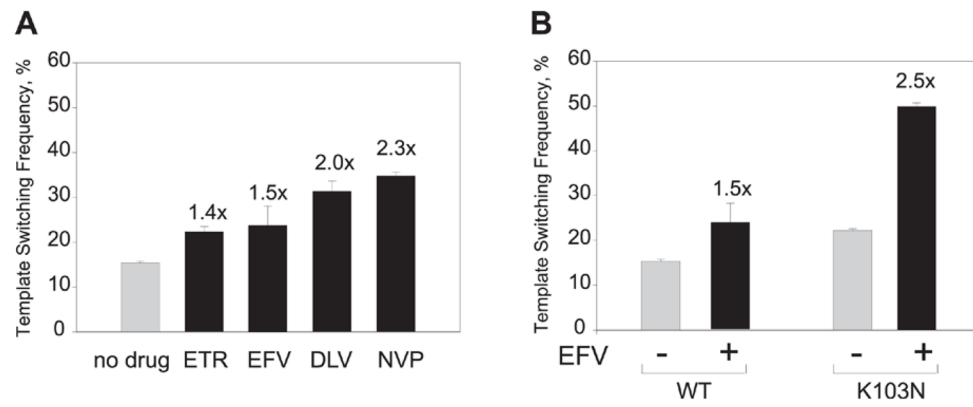 A
Template Switching Frequency, %
60
50
40
30
20
10
0
1.4x
1.5x
2.0x
2.3x
no drug ETR EFV DLV NVP
B
Template Switching Frequency, %
60
50
40
30
20
10
0
1.5x
2.5x
EFV - + - +
WT K103N